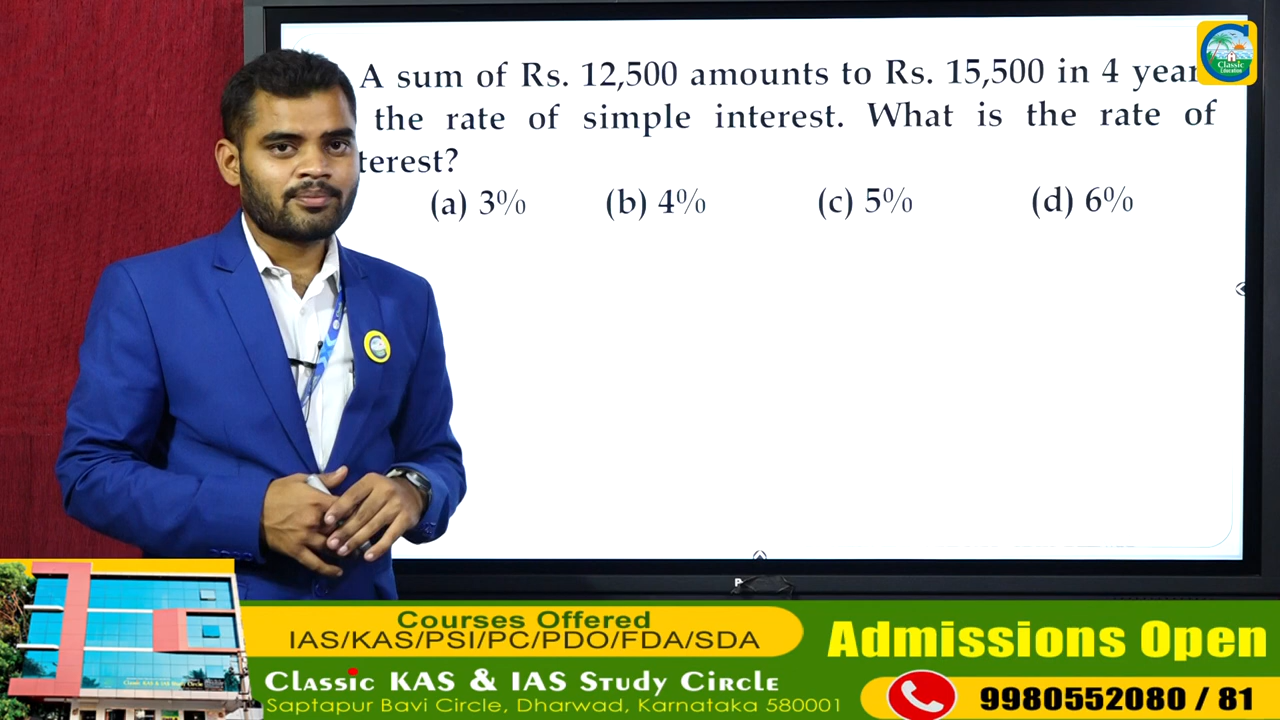 A sum of Rs. 12,500 amounts to Rs. 15,500 in 4 year
the rate of simple interest. What is the rate of
terest?
(a) 3% (b) 4% (c) 5% (d) 6%
Classic
Education
Courses Offered
IAS/KAS/PSI/PC/PDO/FDA/SDA
Classic KAS & IAS Study Circle
Saptapur Bavi Circle, Dharwad, Karnataka 580001
Admissions Open
9980552080 / 81